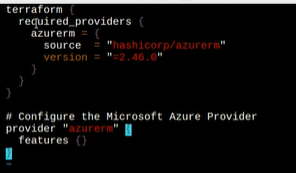 terraform {
  required_providers {
    azurerm = {
      source  = "hashicorp/azurerm"
      version = "=2.46.0"
    }
  }
}

# Configure the Microsoft Azure Provider
provider "azurerm" {
  features {}
}
~